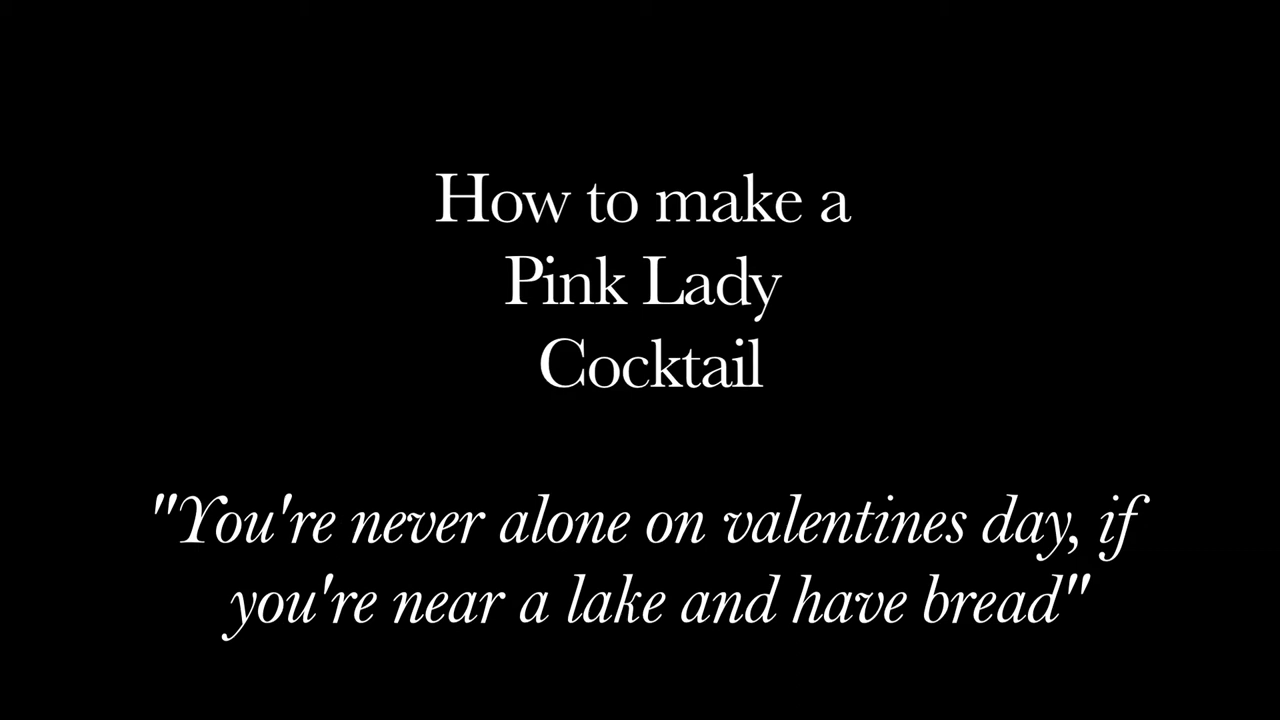 How to make a
Pink Lady
Cocktail
"You're never alone on valentines day, if
you're near a lake and have bread"